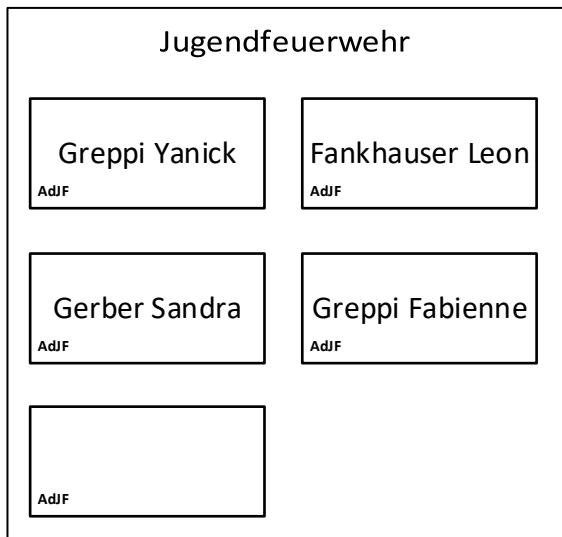 Jugendfeuerwehr
Greppi Yanick
AdJF
Fankhauser Leon
AdJF
Gerber Sandra
AdJF
Greppi Fabienne
AdJF
AdJF